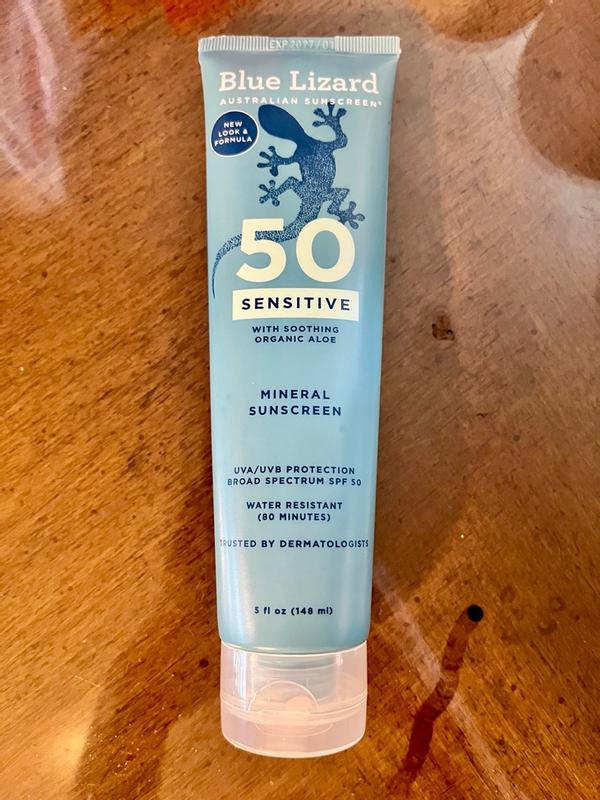 EXP 2027/01
Blue Lizard
AUSTRALIAN SUNSCREEN®
NEW
LOOK &
FORMULA
50
SENSITIVE
WITH SOOTHING
ORGANIC ALOE
MINERAL
SUNSCREEN
UVA/UVB PROTECTION
BROAD SPECTRUM SPF 50
WATER RESISTANT
(80 MINUTES)
TRUSTED BY DERMATOLOGISTS
5 fl oz (148 ml)